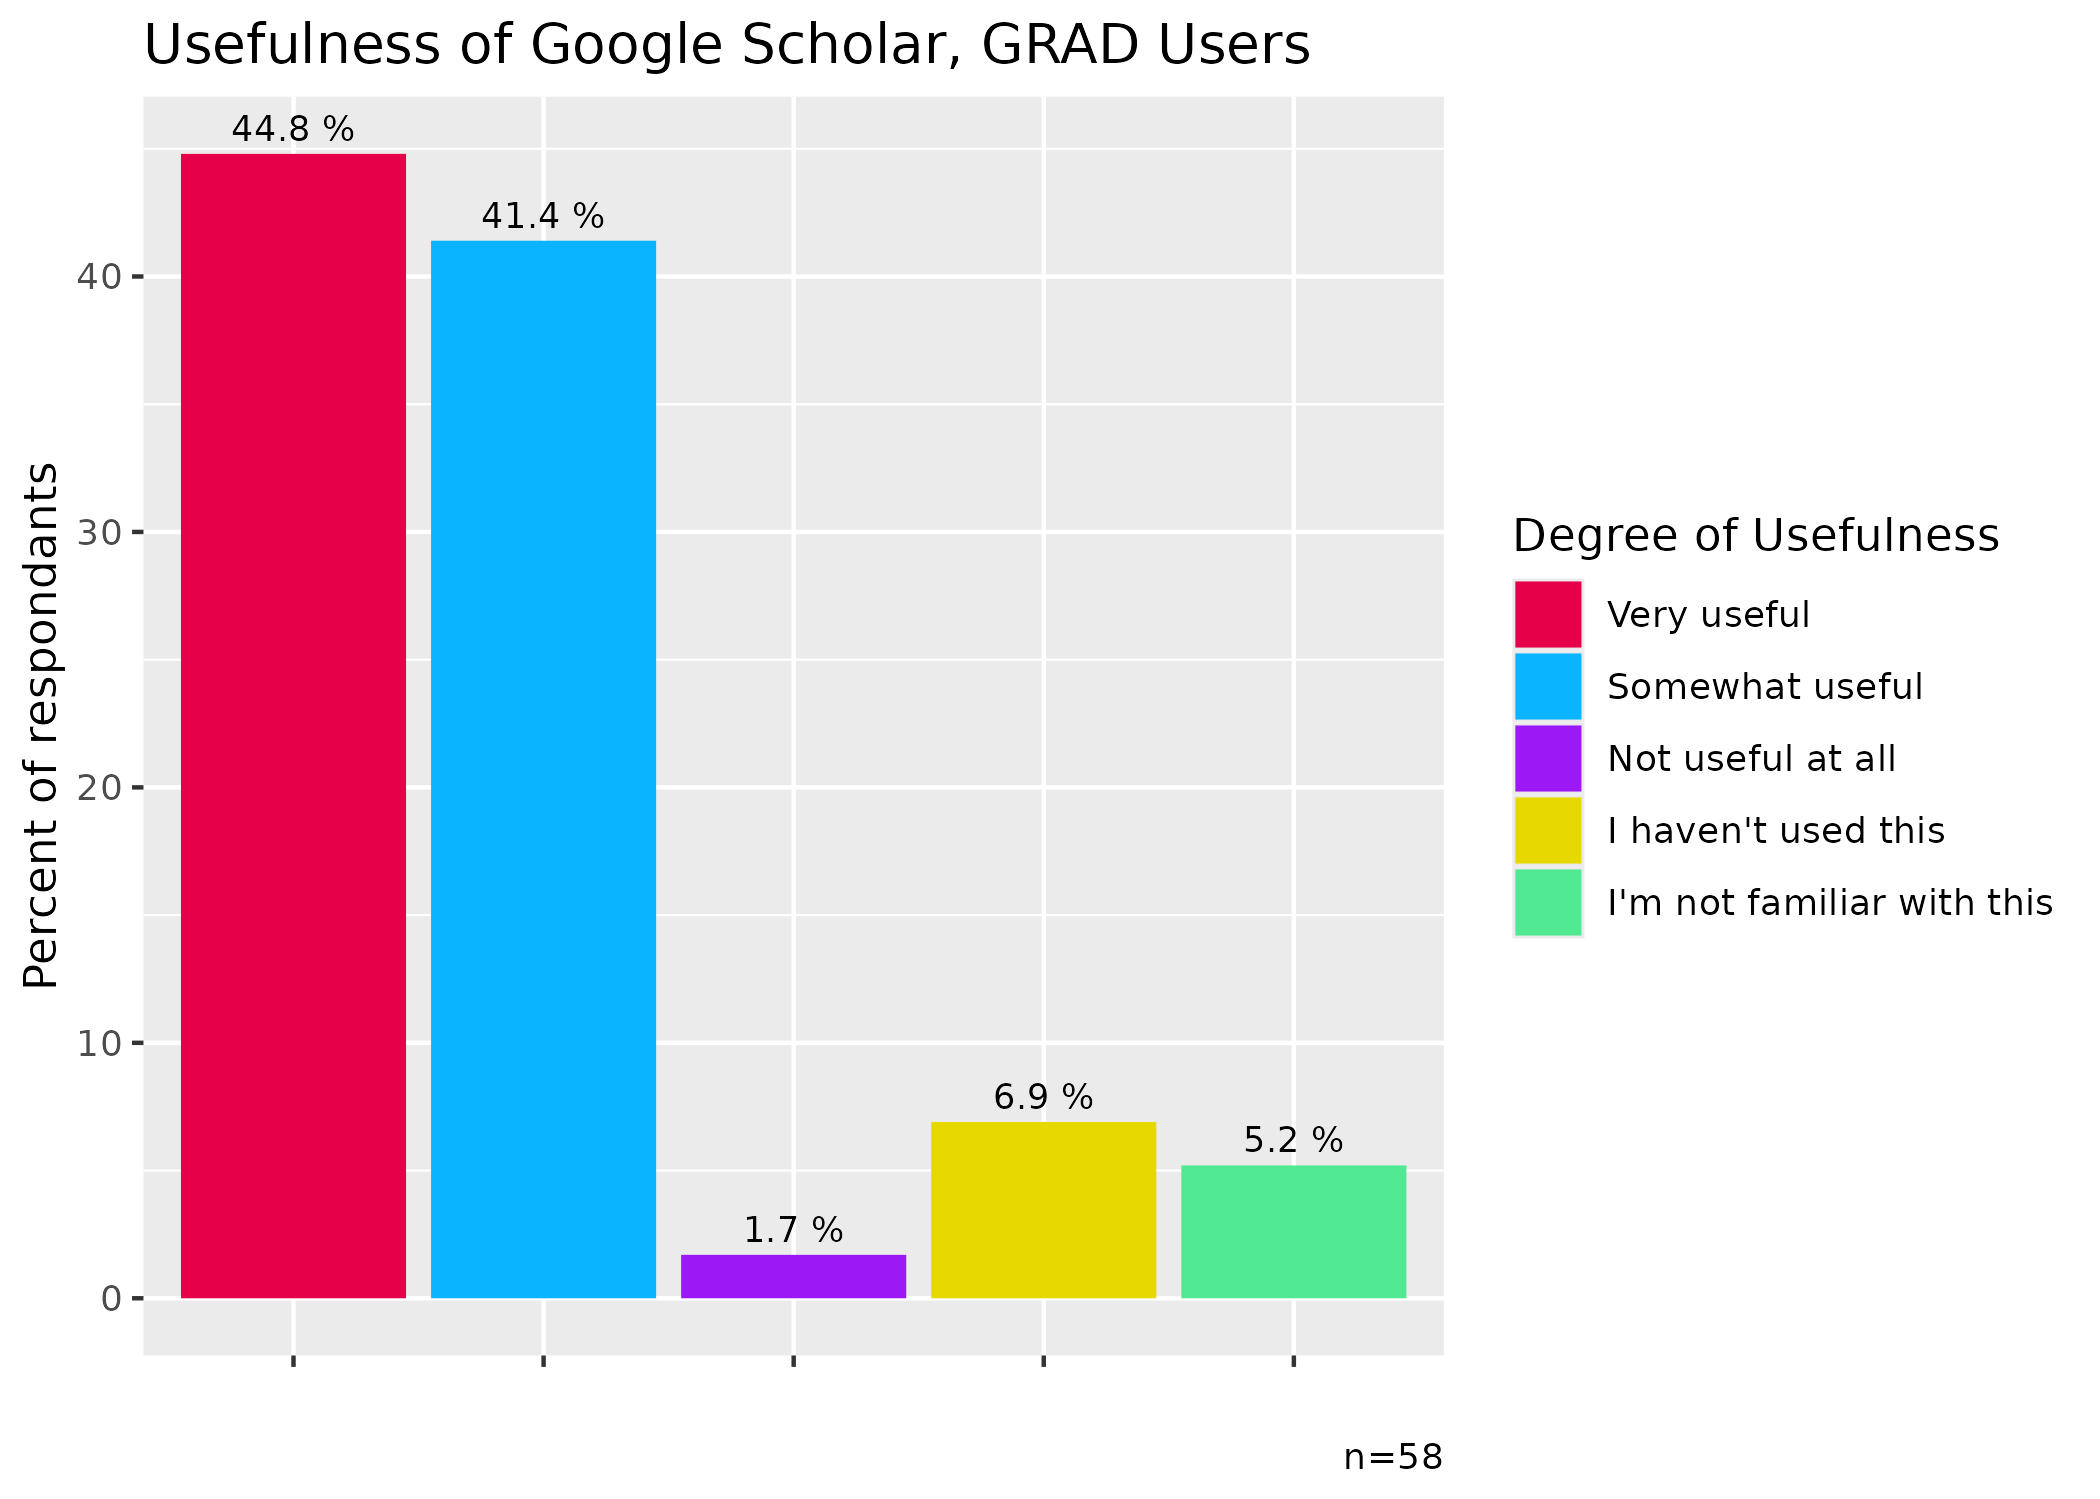 Usefulness of Google Scholar, GRAD Users
44.8 %
41.4 %
1.7 %
6.9 %
5.2 %
40
30
20
10
0
Percent of respondants
n=58
Degree of Usefulness
Very useful
Somewhat useful
Not useful at all
I haven't used this
I'm not familiar with this